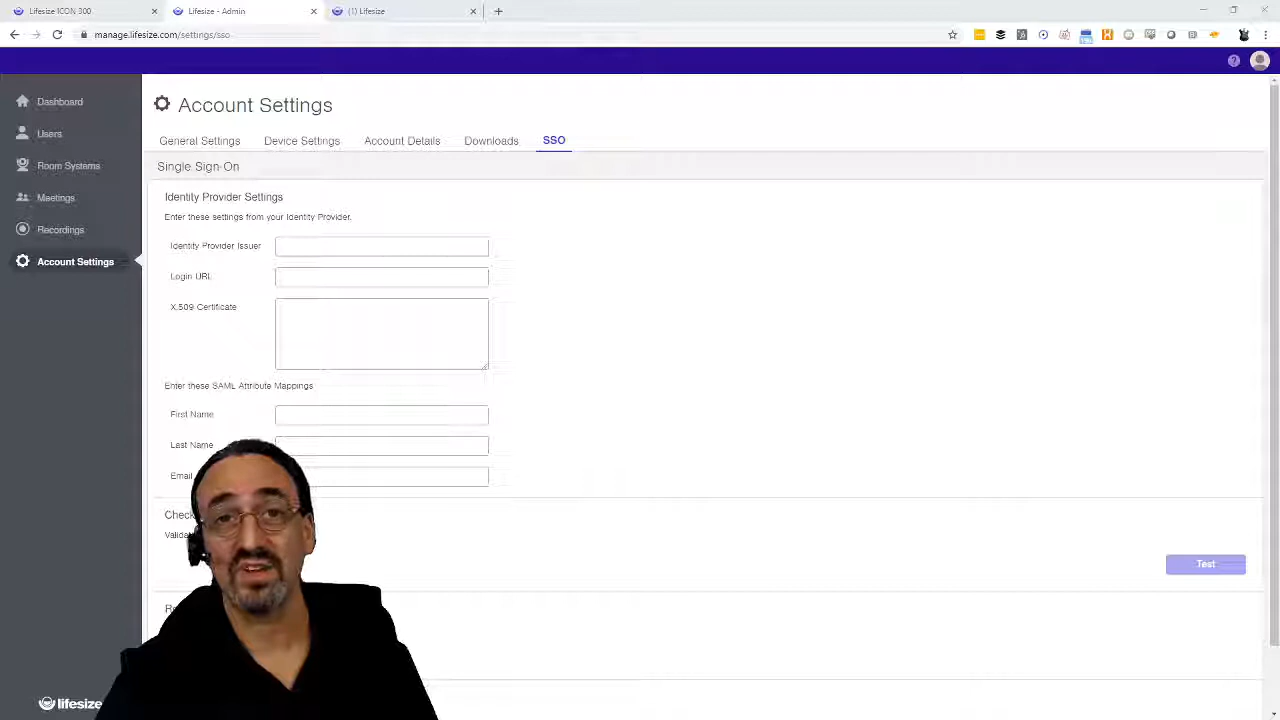 Lifesize ICON 300
Lifesize - Admin
(1) Lifesize
manage.lifesize.com/settings/sso
Dashboard
Users
Room Systems
Meetings
Recordings
Account Settings
lifesize
Account Settings
General Settings
Device Settings
Account Details
Downloads
SSO
Single Sign-On
Identity Provider Settings
Enter these settings from your Identity Provider.
Identity Provider Issuer
Login URL
X.509 Certificate
Enter these SAML Attribute Mappings
First Name
Last Name
Email
Check
Test